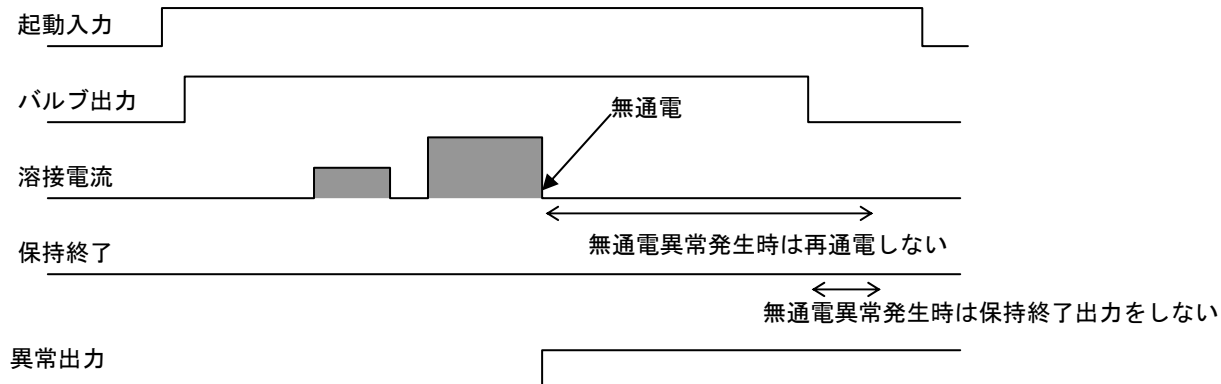 起動入力
バルブ出力
無通電
溶接電流
無通電異常発生時は再通電しない
保持終了
無通電異常発生時は保持終了出力をしない
異常出力